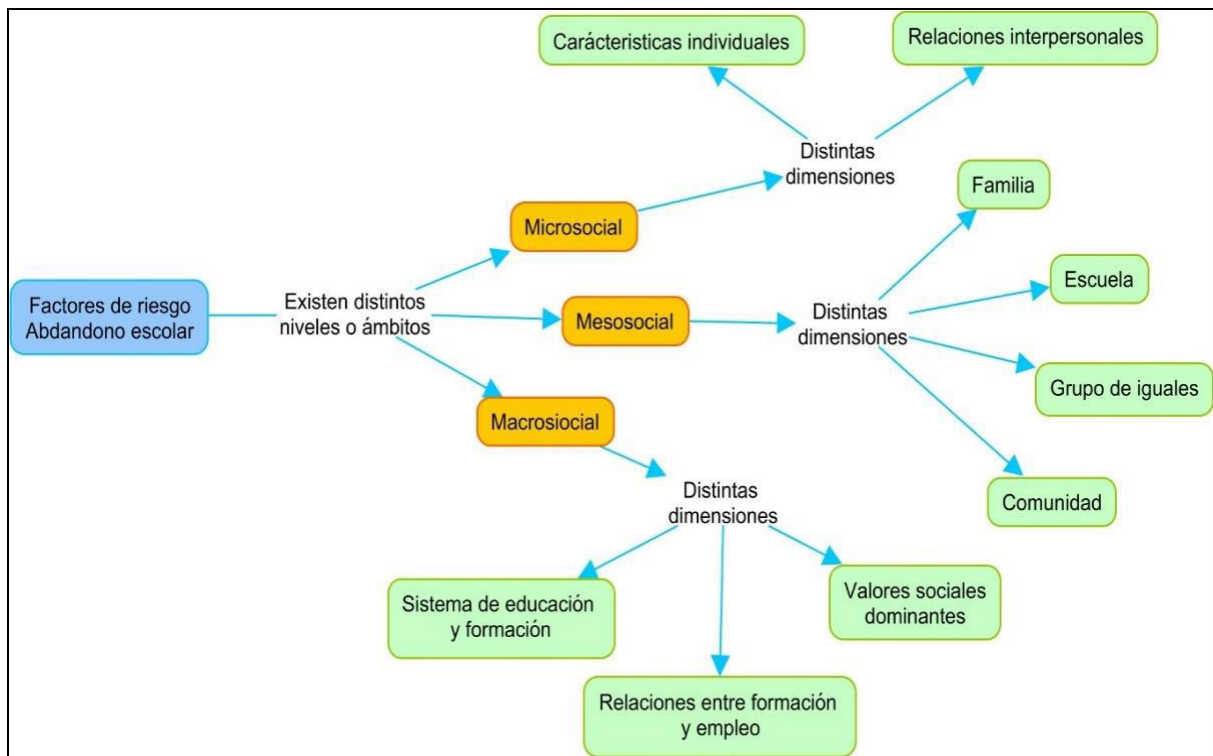 Carácteristicas individuales
Relaciones interpersonales
Distintas
dimensiones
Familia
Microsocial
Escuela
Factores de riesgo
Abdandono escolar
Existen distintos
niveles o ámbitos
Mesosocial
Distintas
dimensiones
Grupo de iguales
Macrosiocial
Comunidad
Distintas
dimensiones
Sistema de educación
y formación
Valores sociales
dominantes
Relaciones entre formación
y empleo